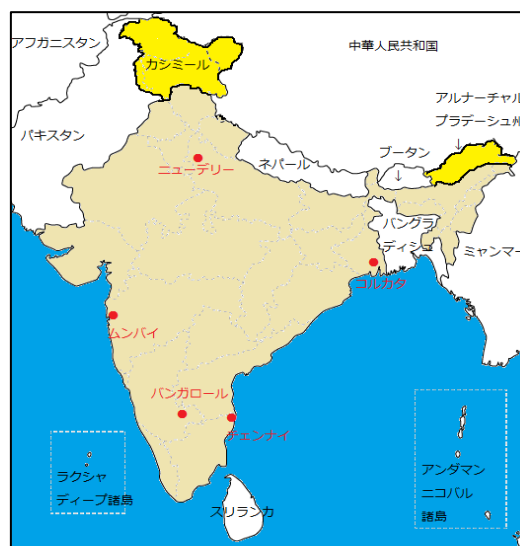 アフガニスタン
中華人民共和国
カシミール
アルナーチャル
プラデーシュ州
パキスタン
ニューデリー
ネパール
ブータン
バングラ
ディシュ
ミャンマー
コルカタ
ムンバイ
バンガロール
チェンナイ
ラクシャ
ディープ諸島
アンダマン
ニコバル
諸島
スリランカ